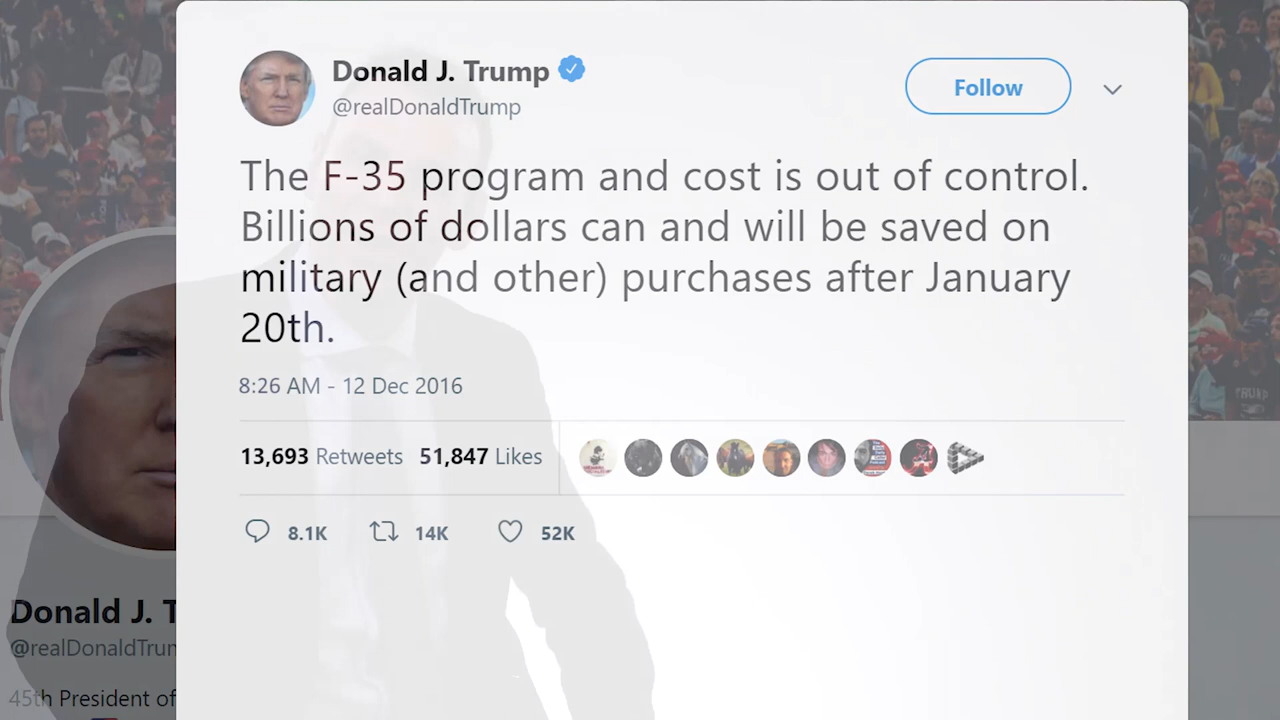 Donald J. Trump
@realDonaldTrump
Follow
The F-35 program and cost is out of control.
Billions of dollars can and will be saved on
military (and other) purchases after January
20th.
8:26 AM - 12 Dec 2016
13,693 Retweets 51,847 Likes
8.1K 14K 52K
Donald J. T
@realDonaldTrun
45th President of
TRUMP